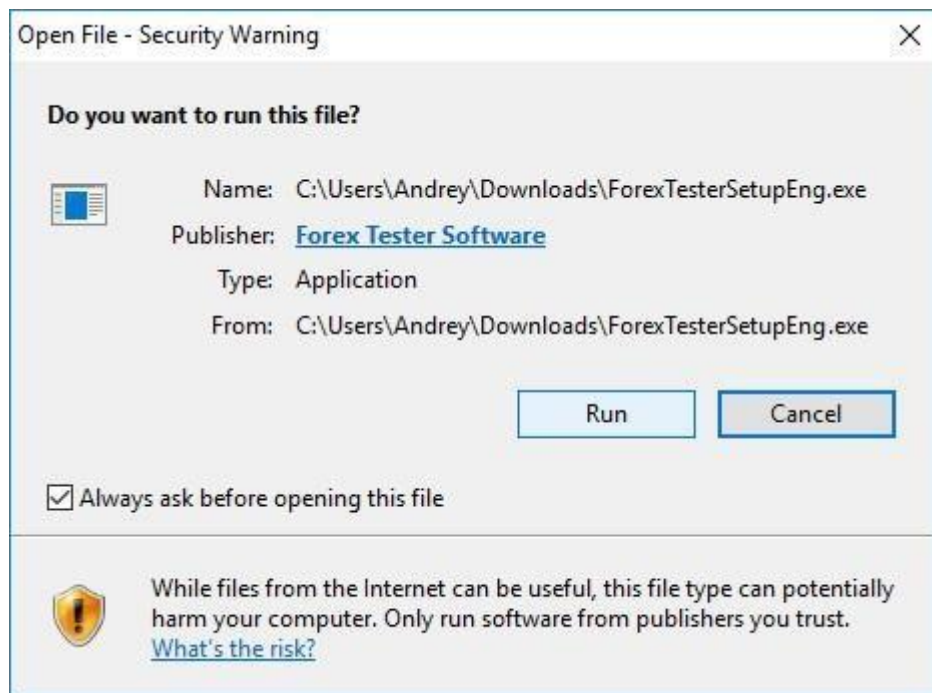 Open File - Security Warning
Do you want to run this file?
Name: C:\Users\Andrey\Downloads\ForexTesterSetupEng.exe
Publisher: Forex Tester Software
Type: Application
From: C:\Users\Andrey\Downloads\ForexTesterSetupEng.exe
Run Cancel
Always ask before opening this file
While files from the Internet can be useful, this file type can potentially
harm your computer. Only run software from publishers you trust.
What's the risk?